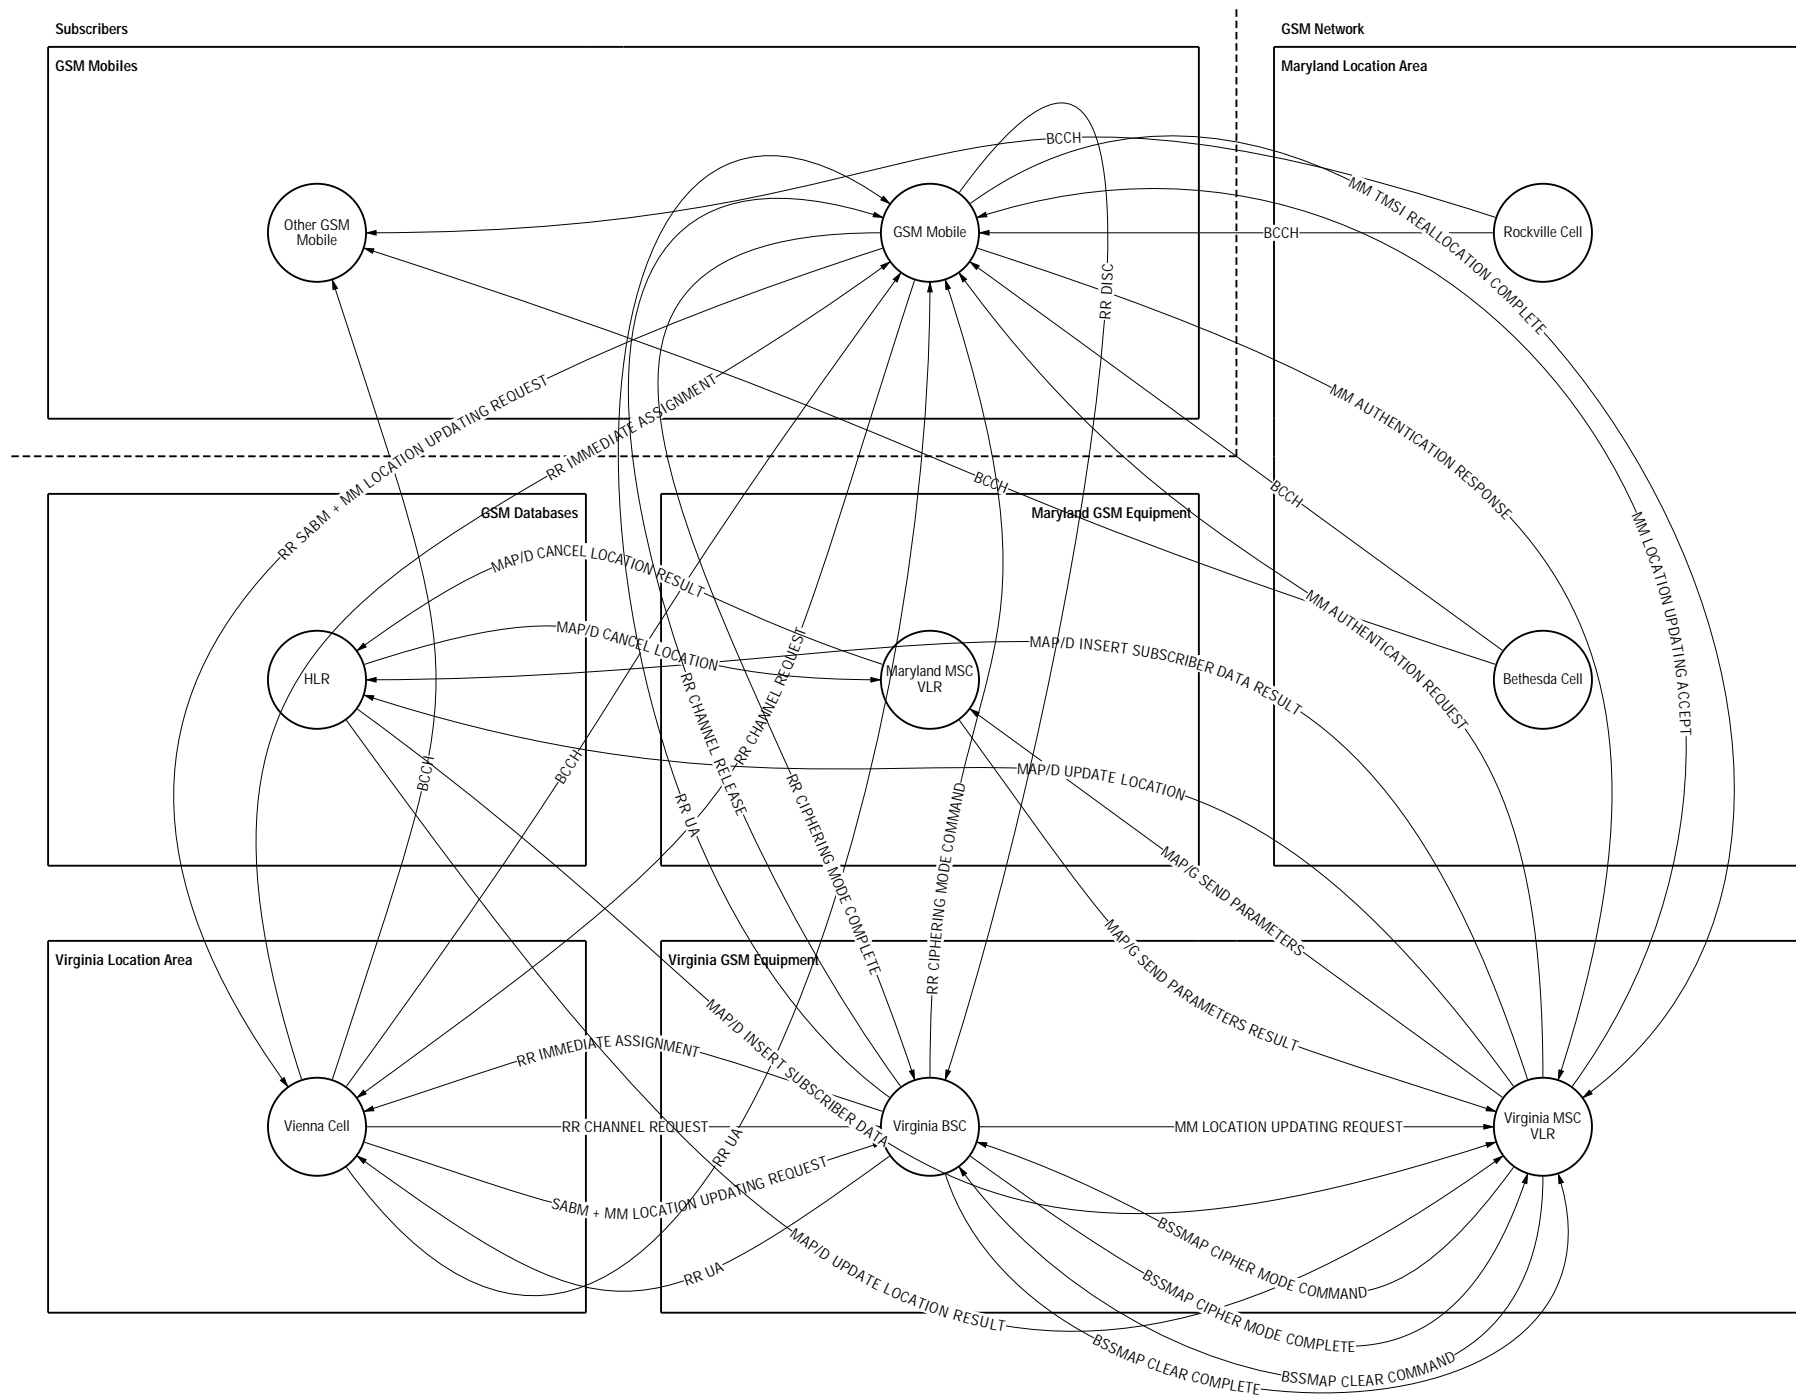 Subscribers
GSM Network
GSM Mobiles
Maryland Location Area
BCCH
MM TMSI REALLOCATION COMPLETE
Other GSM
Mobile
GSM Mobile
BCCH
Rockville Cell
RR DISC
RR SABM + MM LOCATION UPDATING REQUEST
RR IMMEDIATE ASSIGNMENT
MM AUTHENTICATION RESPONSE
BCCH
BCCH
GSM Databases
Maryland GSM Equipment
MM LOCATION UPDATING ACCEPT
MAP/D CANCEL LOCATION RESULT
MM AUTHENTICATION REQUEST
MAP/D CANCEL LOCATION
MAP/D INSERT SUBSCRIBER DATA RESULT
HLR
Maryland MSC
VLR
Bethesda Cell
RR CHANNEL REQUEST
RR CHANNEL RELEASE
BCCH
BCCH
MAP/D UPDATE LOCATION
RR UA
RR CIPHERING MODE COMPLETE
RR CIPHERING MODE COMMAND
MAP/G SEND PARAMETERS
MAP/G SEND PARAMETERS RESULT
Virginia Location Area
Virginia GSM Equipment
MAP/D INSERT SUBSCRIBER DATA
RR IMMEDIATE ASSIGNMENT
Vienna Cell
RR CHANNEL REQUEST
Virginia BSC
MM LOCATION UPDATING REQUEST
Virginia MSC
VLR
RR UA
SABM + MM LOCATION UPDATING REQUEST
RR UA
MAP/D UPDATE LOCATION RESULT
BSSMAP CIPHER MODE COMMAND
BSSMAP CIPHER MODE COMPLETE
BSSMAP CLEAR COMPLETE
BSSMAP CLEAR COMMAND